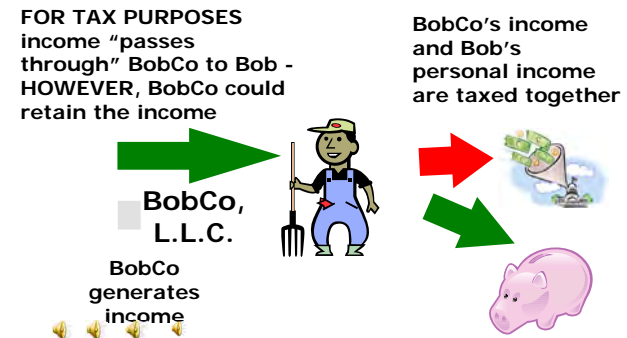 FOR TAX PURPOSES
income “passes
through” BobCo to Bob -
HOWEVER, BobCo could
retain the income
BobCo’s income
and Bob’s
personal income
are taxed together
BobCo,
L.L.C.
BobCo
generates
income